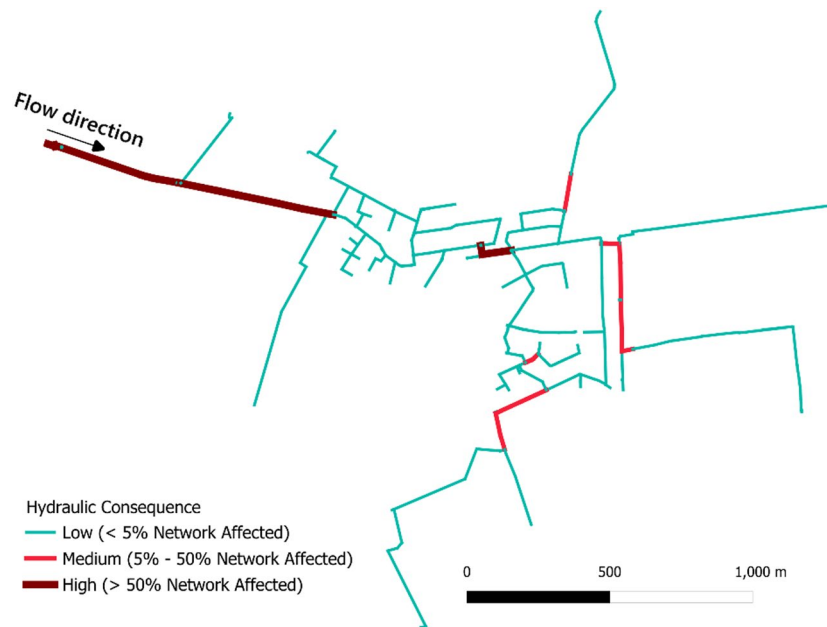 Flow direction
Hydraulic Consequence
Low (< 5% Network Affected)
Medium (5% - 50% Network Affected)
High (> 50% Network Affected)
0 500 1,000 m